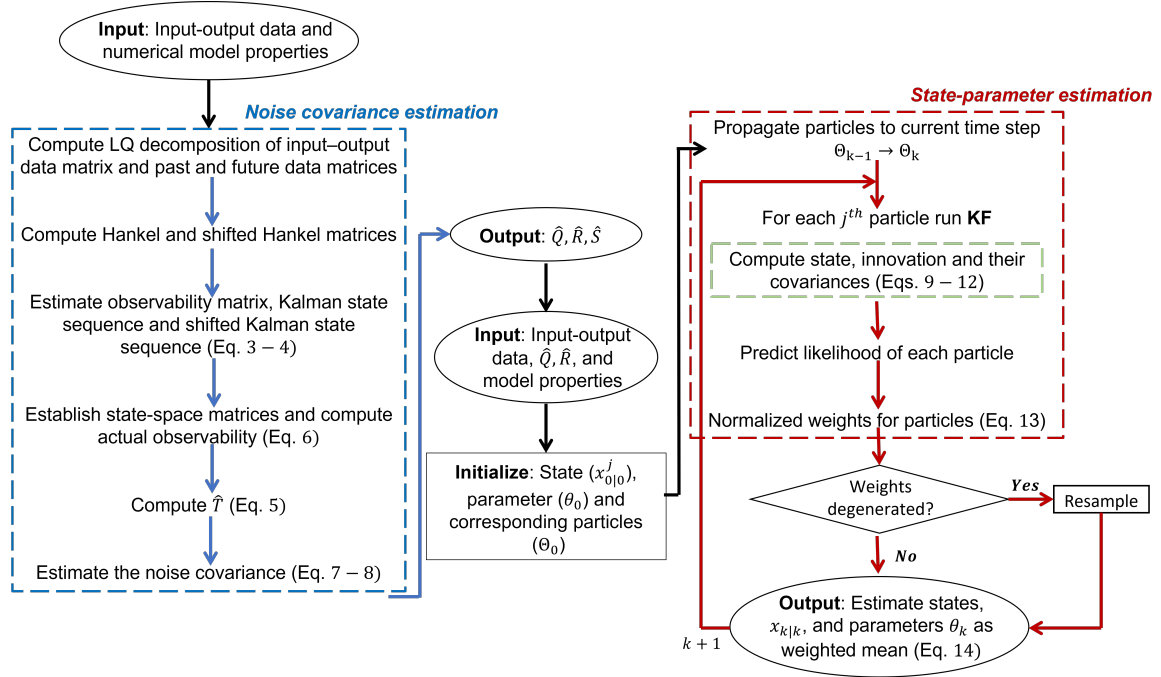 Input: Input-output data and
numerical model properties
Noise covariance estimation
Compute LQ decomposition of input–output
data matrix and past and future data matrices
Compute Hankel and shifted Hankel matrices
Estimate observability matrix, Kalman state
sequence and shifted Kalman state
sequence (Eq. 3 − 4)
Establish state-space matrices and compute
actual observability (Eq. 6)
Compute T̂ (Eq. 5)
Estimate the noise covariance (Eq. 7 − 8)
Output: Q̂, R̂, Ŝ
Input: Input-output
data, Q̂, R̂, and
model properties
Initialize: State (x_{0|0}^j),
parameter (θ_0) and
corresponding particles
(Θ_0)
State-parameter estimation
Propagate particles to current time step
Θ_{k−1} → Θ_k
For each j^{th} particle run KF
Compute state, innovation and their
covariances (Eqs. 9 − 12)
Predict likelihood of each particle
Normalized weights for particles (Eq. 13)
Weights
degenerated?
Yes
Resample
No
Output: Estimate states,
x_{k|k}, and parameters θ_k as
weighted mean (Eq. 14)
k + 1